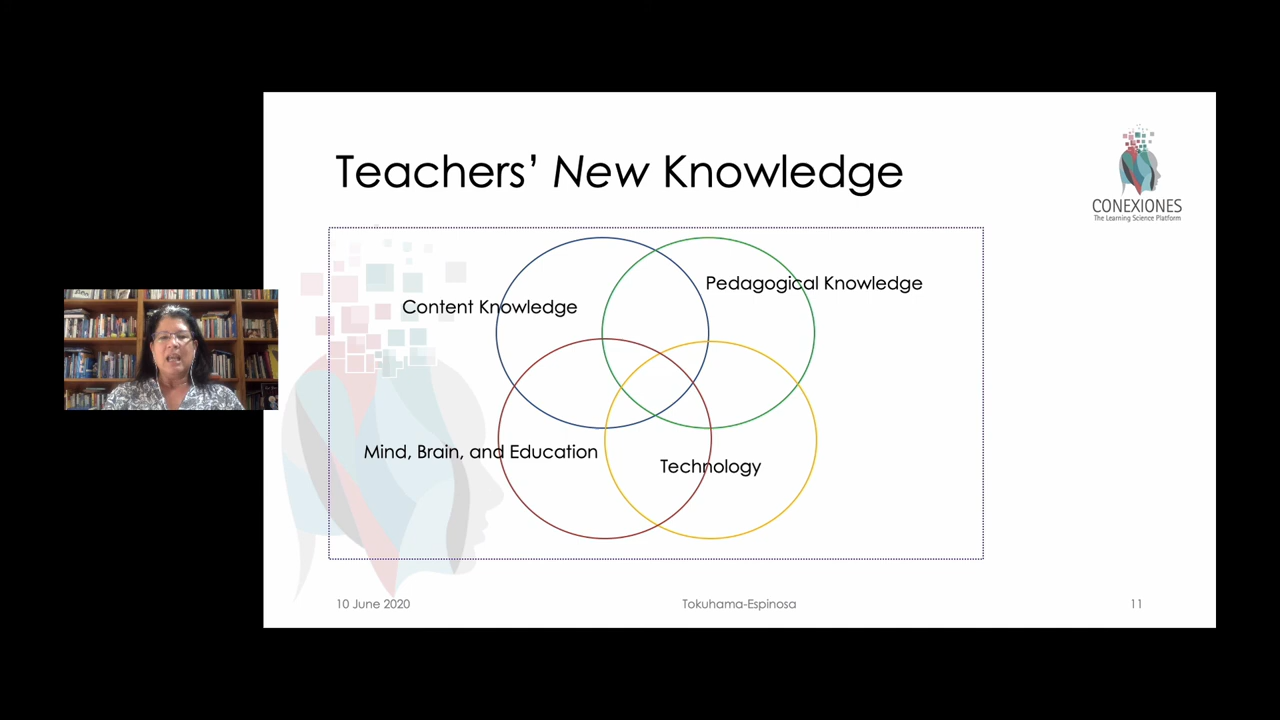 Teachers’ New Knowledge
CONEXIONES
The Learning Science Platform
Pedagogical Knowledge
Content Knowledge
Mind, Brain, and Education
Technology
10 June 2020
Tokuhama-Espinosa
11